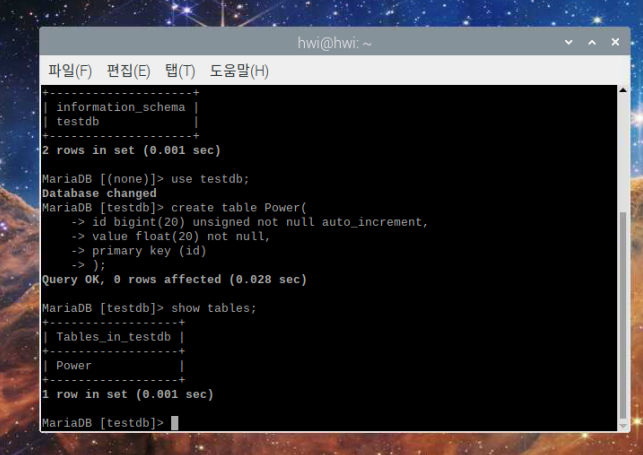 hwi@hwi: ~
파일(F) 편집(E) 탭(T) 도움말(H)
+--------------------+
| information_schema |
| testdb             |
+--------------------+
2 rows in set (0.001 sec)
MariaDB [(none)]> use testdb;
Database changed
MariaDB [testdb]> create table Power(
    -> id bigint(20) unsigned not null auto_increment,
    -> value float(20) not null,
    -> primary key (id)
    -> );
Query OK, 0 rows affected (0.028 sec)
MariaDB [testdb]> show tables;
+------------------+
| Tables_in_testdb |
+------------------+
| Power            |
+------------------+
1 row in set (0.001 sec)
MariaDB [testdb]>